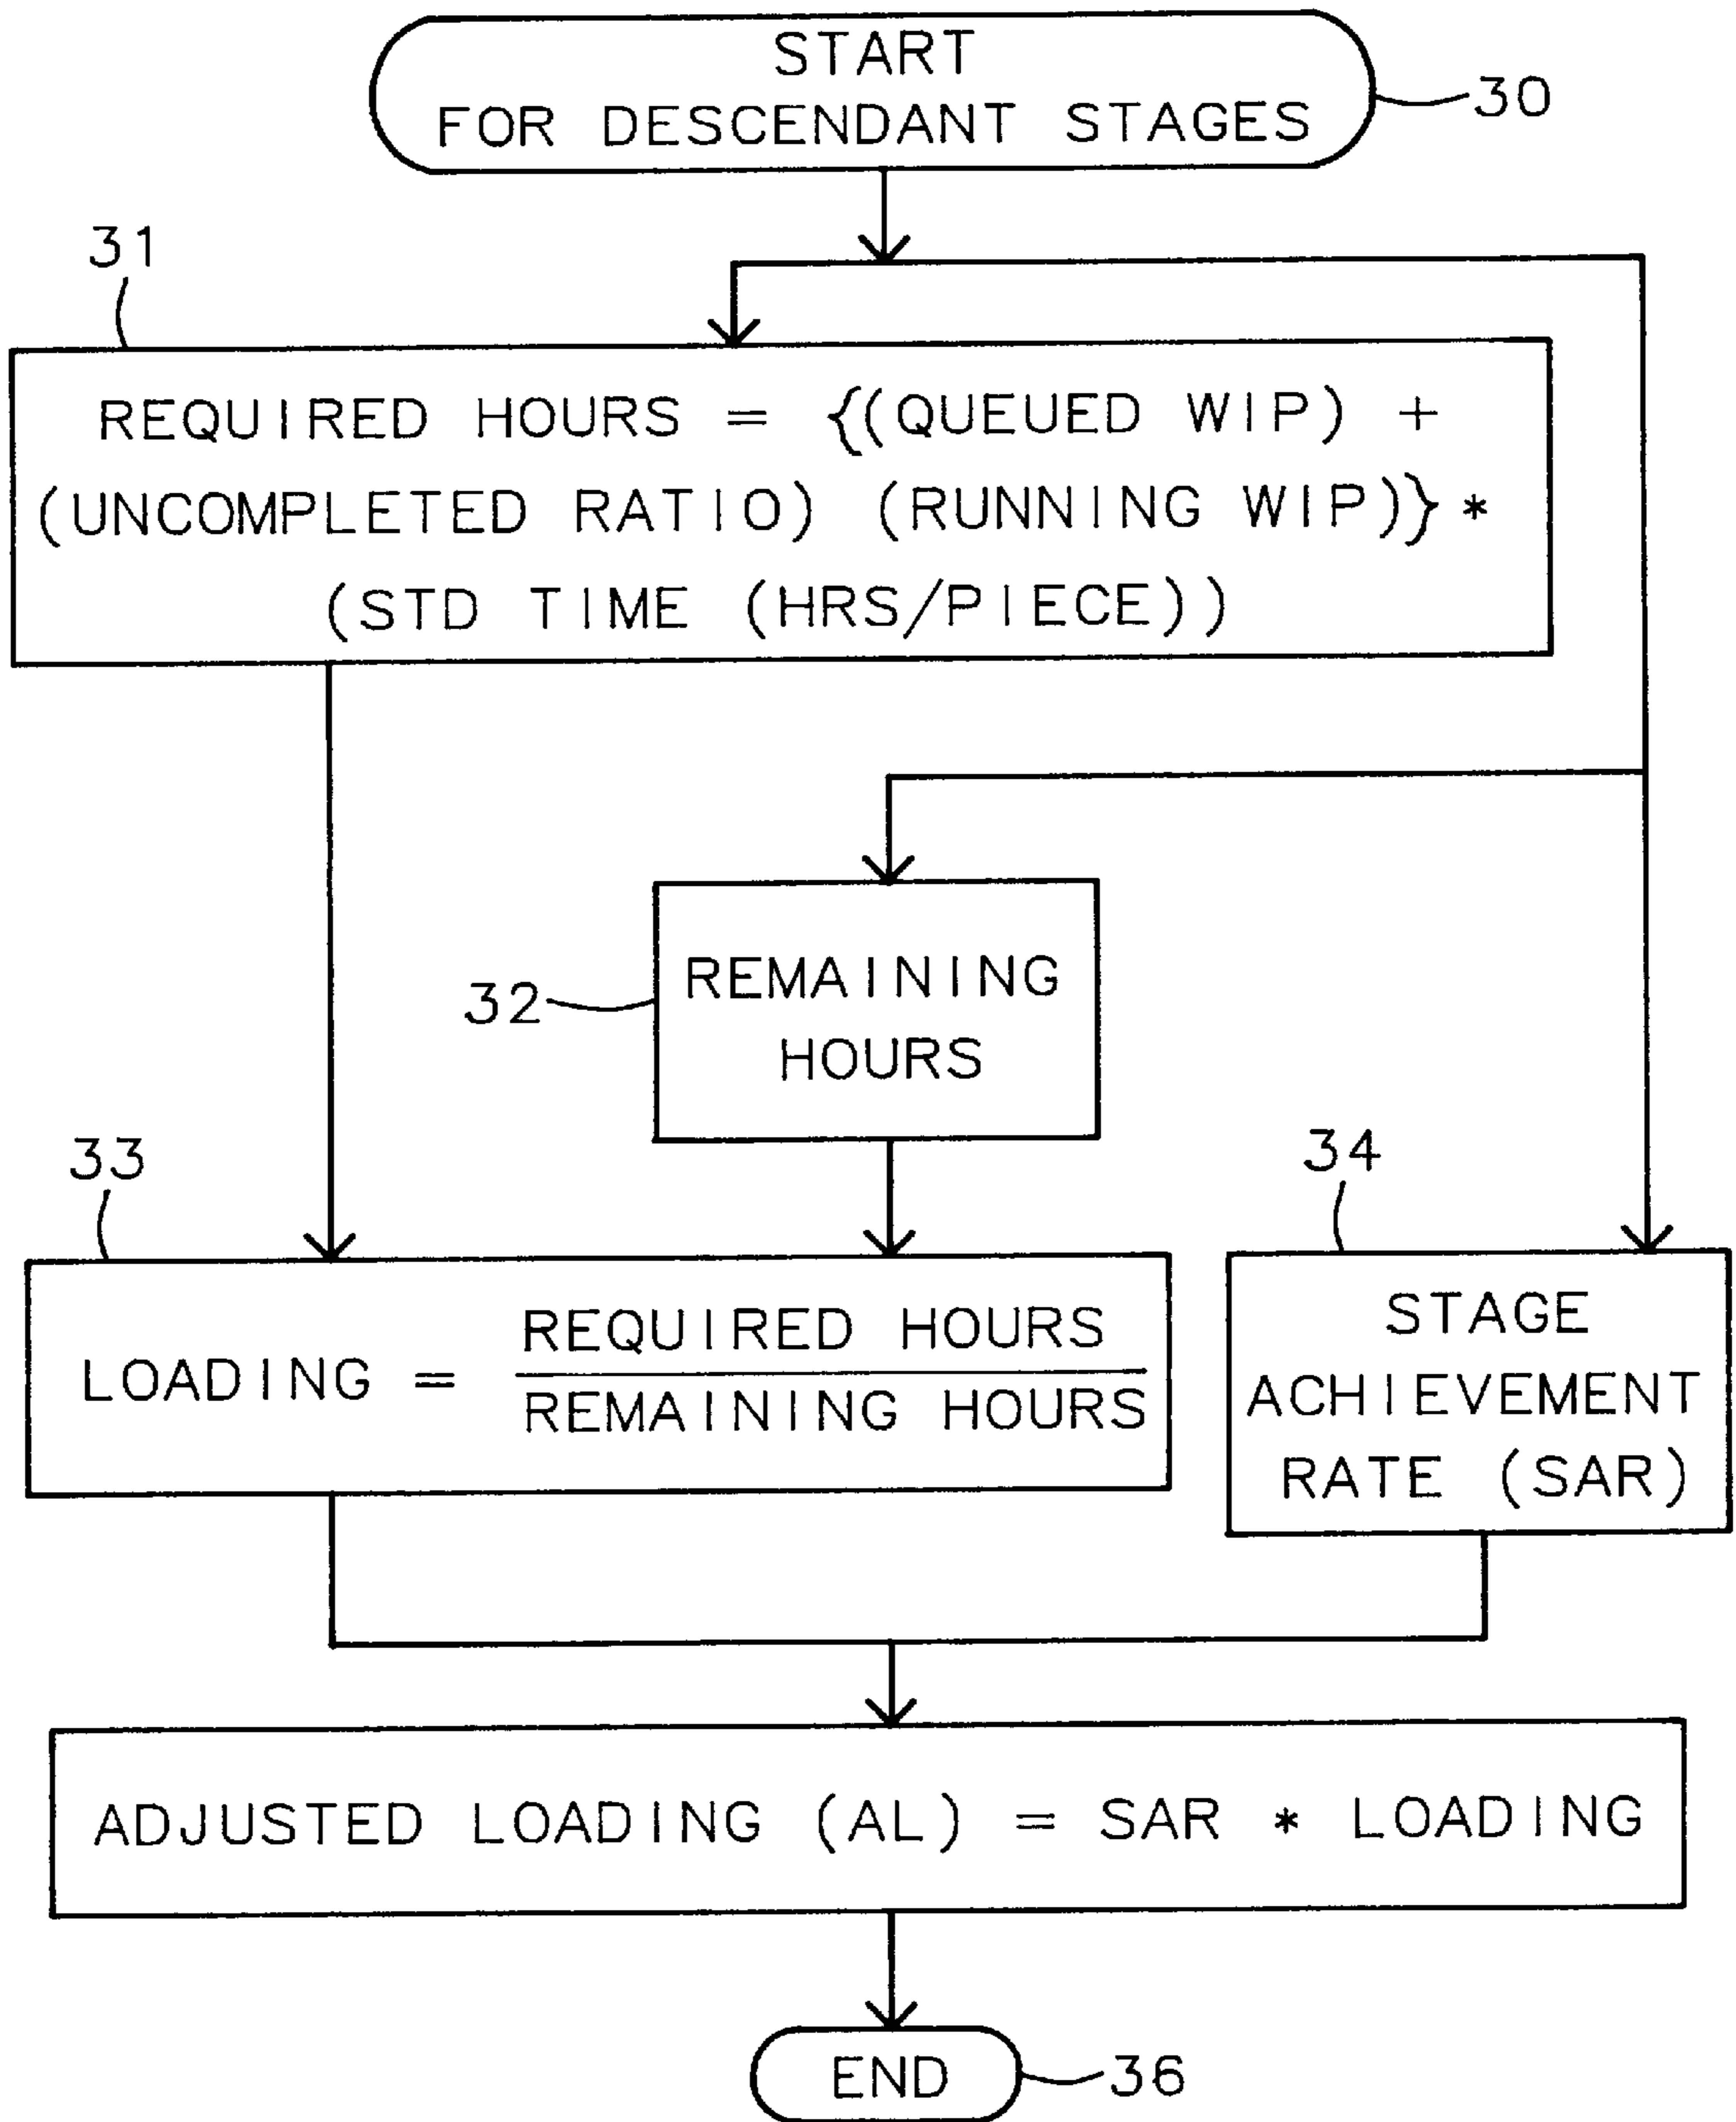 START
FOR DESCENDANT STAGES
30
31
REQUIRED HOURS = {(QUEUED WIP) +
(UNCOMPLETED RATIO) (RUNNING WIP)} *
(STD TIME (HRS/PIECE))
32
REMAINING
HOURS
33
LOADING = REQUIRED HOURS
REMAINING HOURS
34
STAGE
ACHIEVEMENT
RATE (SAR)
ADJUSTED LOADING (AL) = SAR * LOADING
END
36